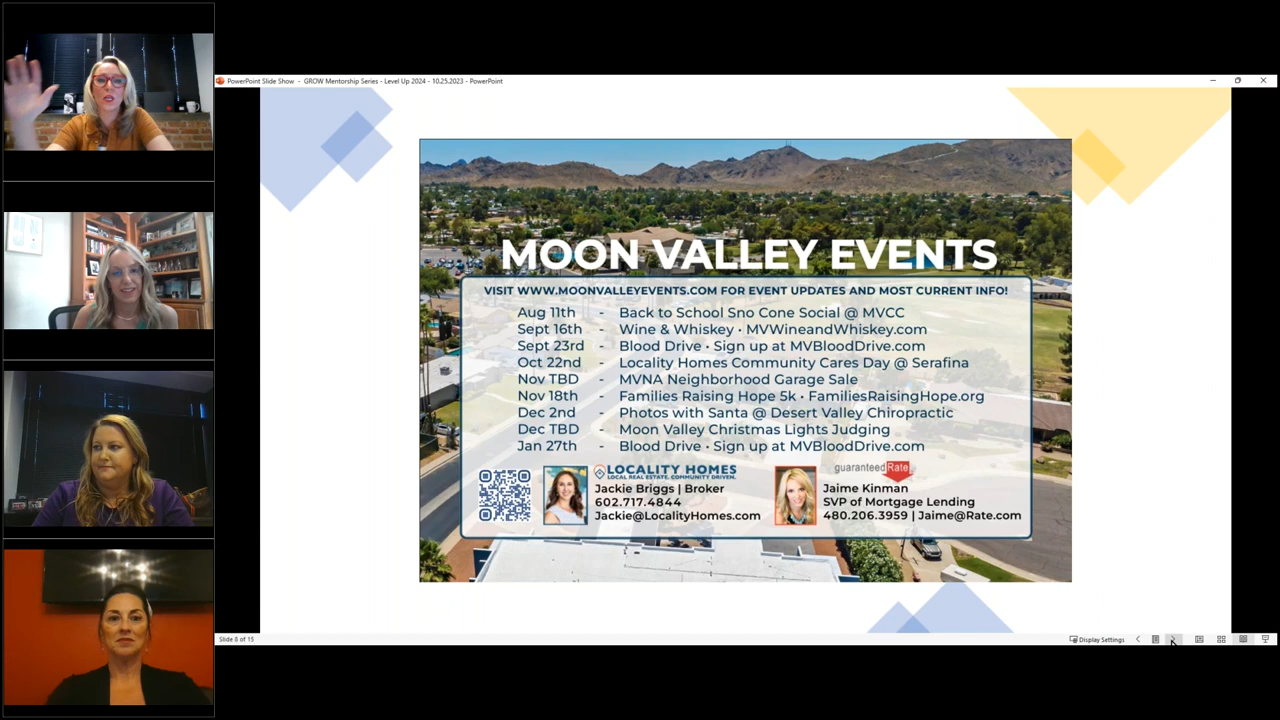 PowerPoint Slide Show - GROW Mentorship Series - Level Up 2024 - 10.25.2023 - PowerPoint
MOON VALLEY EVENTS
VISIT WWW.MOONVALLEYEVENTS.COM FOR EVENT UPDATES AND MOST CURRENT INFO!
Aug 11th - Back to School Sno Cone Social @ MVCC
Sept 16th - Wine & Whiskey • MVWineandWhiskey.com
Sept 23rd - Blood Drive • Sign up at MVBloodDrive.com
Oct 22nd - Locality Homes Community Cares Day @ Serafina
Nov TBD - MVNA Neighborhood Garage Sale
Nov 18th - Families Raising Hope 5k • FamiliesRaisingHope.org
Dec 2nd - Photos with Santa @ Desert Valley Chiropractic
Dec TBD - Moon Valley Christmas Lights Judging
Jan 27th - Blood Drive • Sign up at MVBloodDrive.com
LOCALITY HOMES
LOCAL REAL ESTATE. COMMUNITY DRIVEN.
Jackie Briggs | Broker
602.717.4844
Jackie@LocalityHomes.com
guaranteed Rate
Jaime Kinman
SVP of Mortgage Lending
480.206.3959 | Jaime@Rate.com
Slide 8 of 15
Display Settings